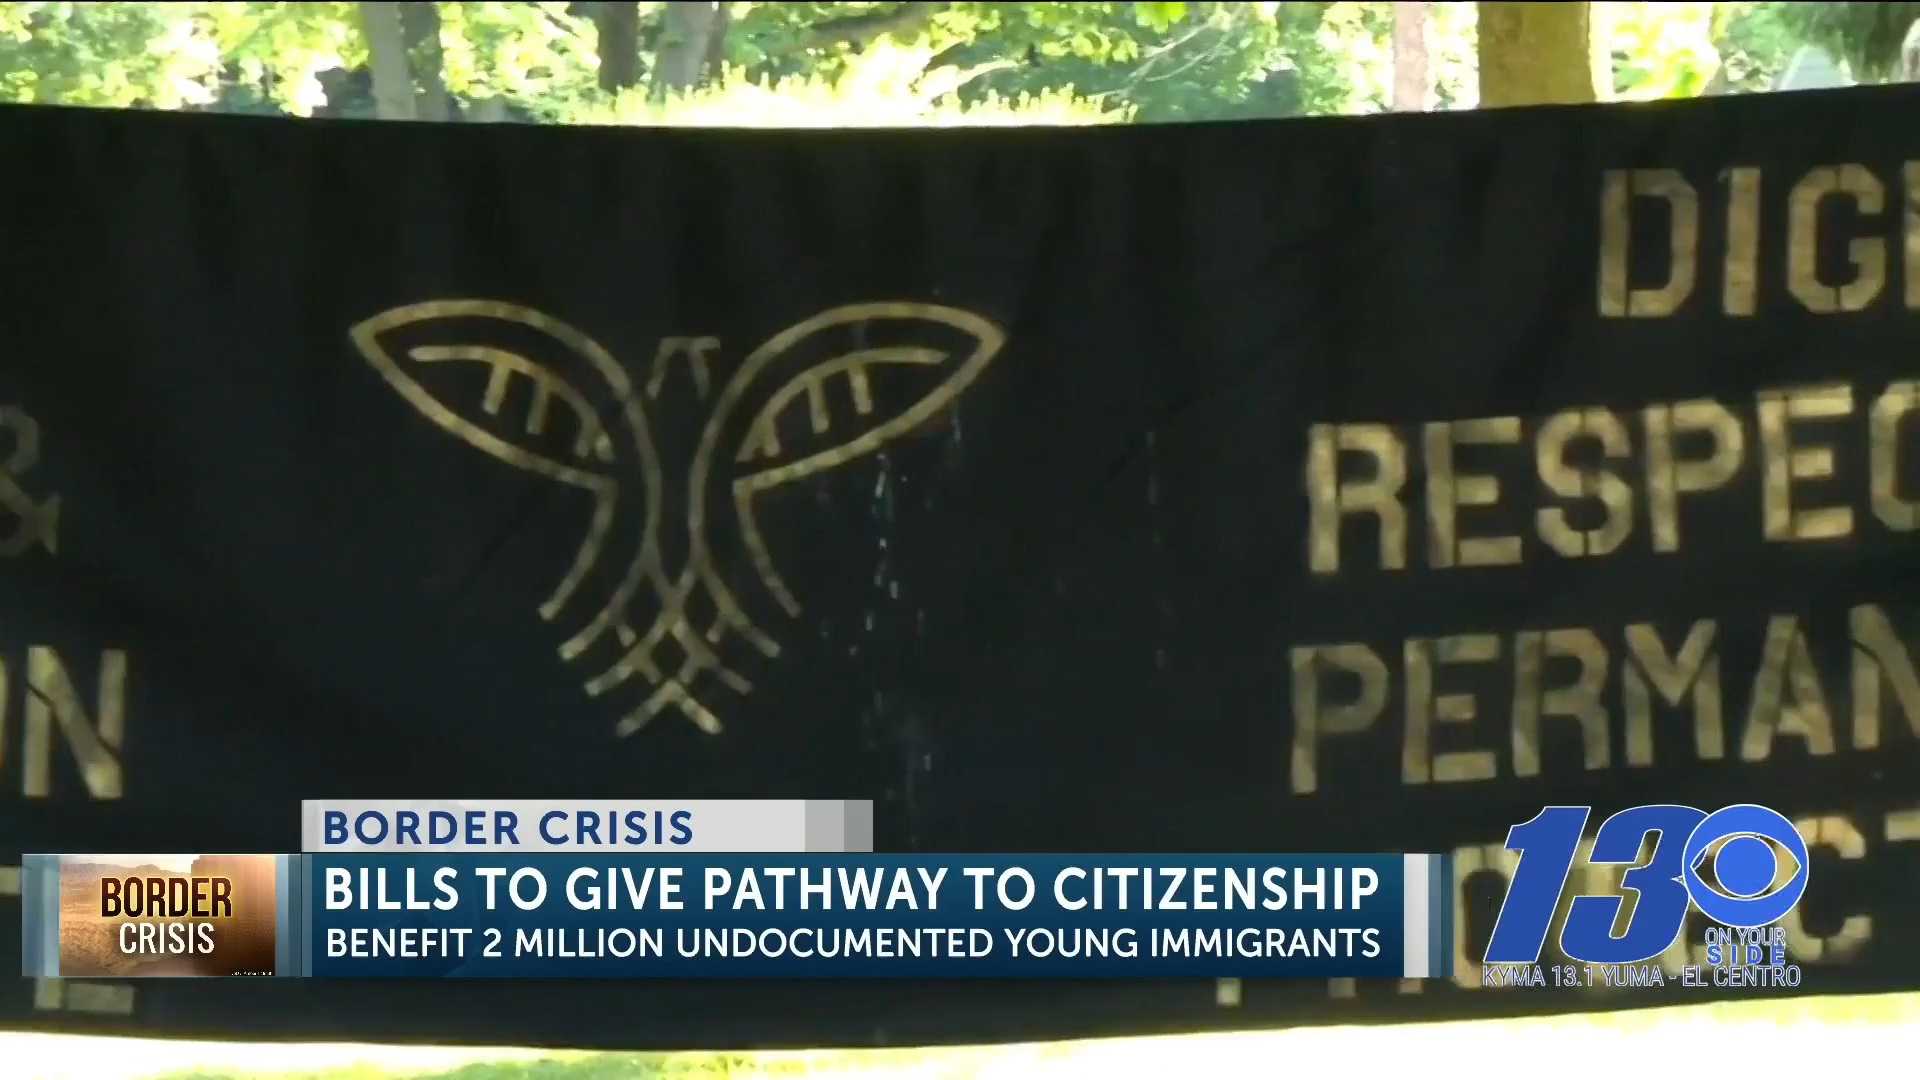 DIGN
RESPEC
PERMAN
&
ON
BORDER CRISIS
BILLS TO GIVE PATHWAY TO CITIZENSHIP
BENEFIT 2 MILLION UNDOCUMENTED YOUNG IMMIGRANTS
BORDER
CRISIS
13
ON YOUR
SIDE
KYMA 13.1 YUMA - EL CENTRO